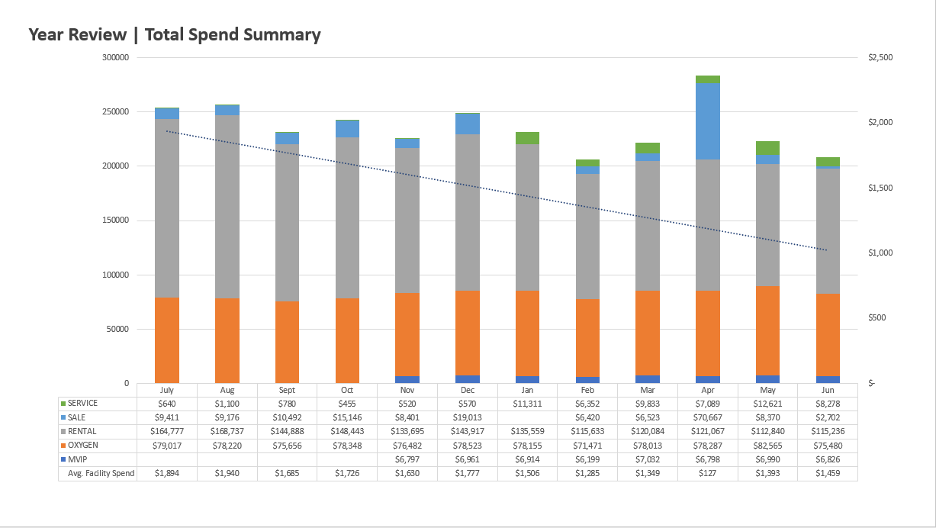 Year Review | Total Spend Summary
300000 $2,500
250000 $2,000
200000 $1,500
150000 $1,000
100000 $500
50000 $-
0
July Aug Sept Oct Nov Dec Jan Feb Mar Apr May Jun
SERVICE $640 $1,100 $780 $455 $520 $570 $11,311 $6,352 $9,833 $7,089 $12,621 $8,278
SALE $9,411 $9,176 $10,492 $15,146 $8,401 $19,013 $6,420 $6,523 $70,667 $8,370 $2,702
RENTAL $164,777 $168,737 $144,888 $148,443 $133,695 $143,917 $135,559 $115,633 $120,084 $121,067 $112,840 $115,236
OXYGEN $79,017 $78,220 $75,656 $78,348 $76,482 $78,523 $78,155 $71,471 $78,013 $78,287 $82,565 $75,480
MVIP $6,797 $6,961 $6,914 $6,199 $7,032 $6,798 $6,990 $6,826
Avg. Facility Spend $1,894 $1,940 $1,685 $1,726 $1,630 $1,777 $1,506 $1,285 $1,349 $127 $1,393 $1,459